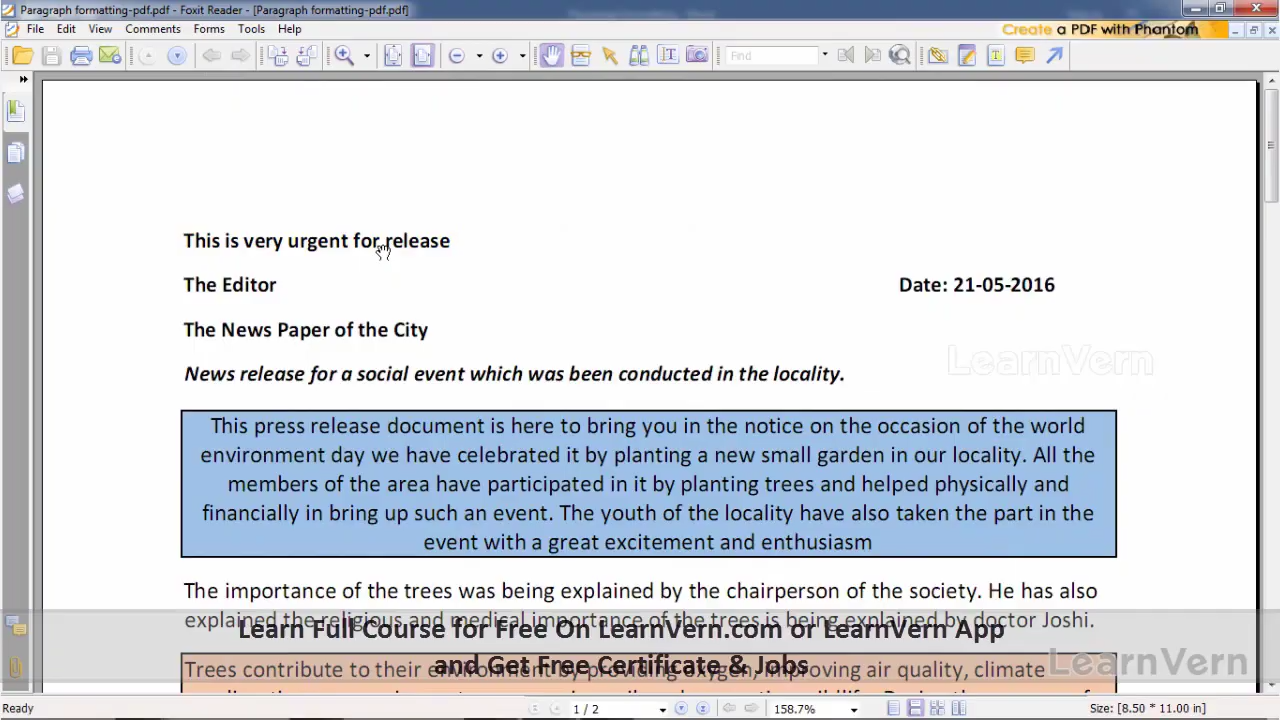 Paragraph formatting-pdf.pdf - Foxit Reader - [Paragraph formatting-pdf.pdf]
File Edit View Comments Forms Tools Help
Create a PDF with Phantom
Find
This is very urgent for release
The Editor Date: 21-05-2016
The News Paper of the City
News release for a social event which was been conducted in the locality.
LearnVern
This press release document is here to bring you in the notice on the occasion of the world
environment day we have celebrated it by planting a new small garden in our locality. All the
members of the area have participated in it by planting trees and helped physically and
financially in bring up such an event. The youth of the locality have also taken the part in the
event with a great excitement and enthusiasm
The importance of the trees was being explained by the chairperson of the society. He has also
explained the religious and medical importance of the trees is being explained by doctor Joshi.
Learn Full Course for Free On LearnVern.com or LearnVern App
and Get Free Certificate & Jobs
LearnVern
Trees contribute to their environment by providing oxygen, improving air quality, climate
Ready 1 / 2 158.7% Size: [8.50 * 11.00 in]